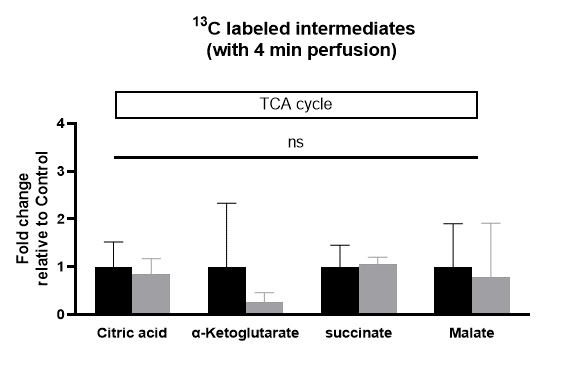 ¹³C labeled intermediates
(with 4 min perfusion)
TCA cycle
ns
Fold change
relative to Control
4
3
2
1
0
Citric acid α-Ketoglutarate succinate Malate